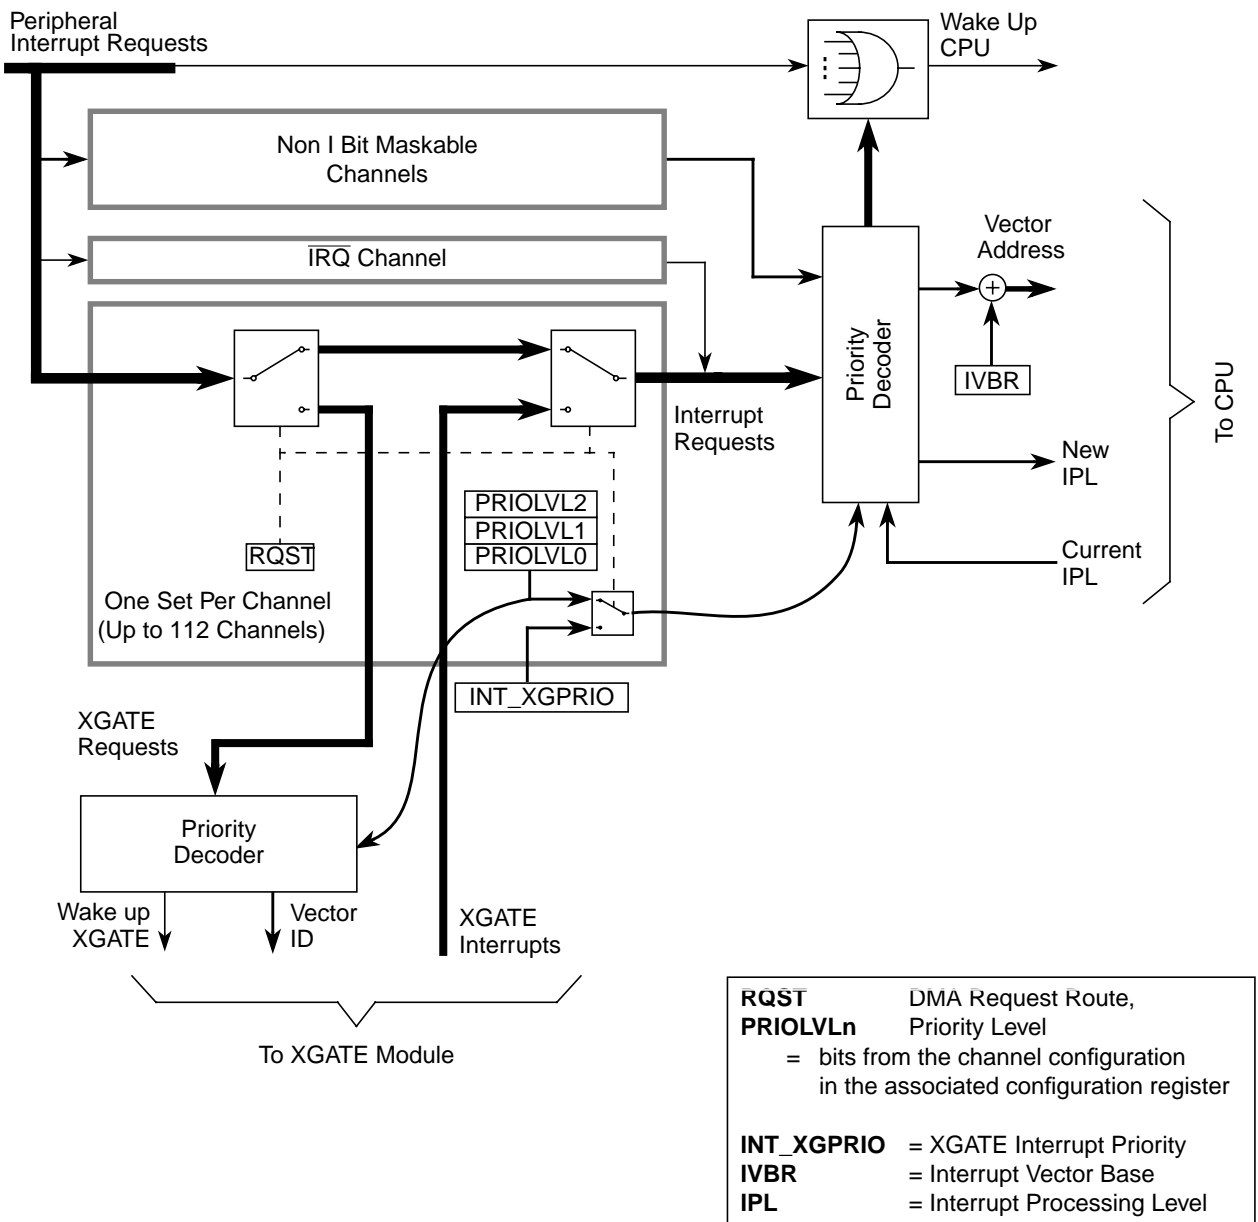 Peripheral
Interrupt Requests
Wake Up
CPU
Non I Bit Maskable
Channels
IRQ Channel
Vector
Address
Priority
Decoder
IVBR
To CPU
Interrupt
Requests
New
IPL
PRIOLVL2
PRIOLVL1
PRIOLVL0
RQST
Current
IPL
One Set Per Channel
(Up to 112 Channels)
INT_XGPRIO
XGATE
Requests
Priority
Decoder
Wake up
XGATE
Vector
ID
XGATE
Interrupts
To XGATE Module
RQST DMA Request Route,
PRIOLVLn Priority Level
= bits from the channel configuration
in the associated configuration register
INT_XGPRIO = XGATE Interrupt Priority
IVBR = Interrupt Vector Base
IPL = Interrupt Processing Level